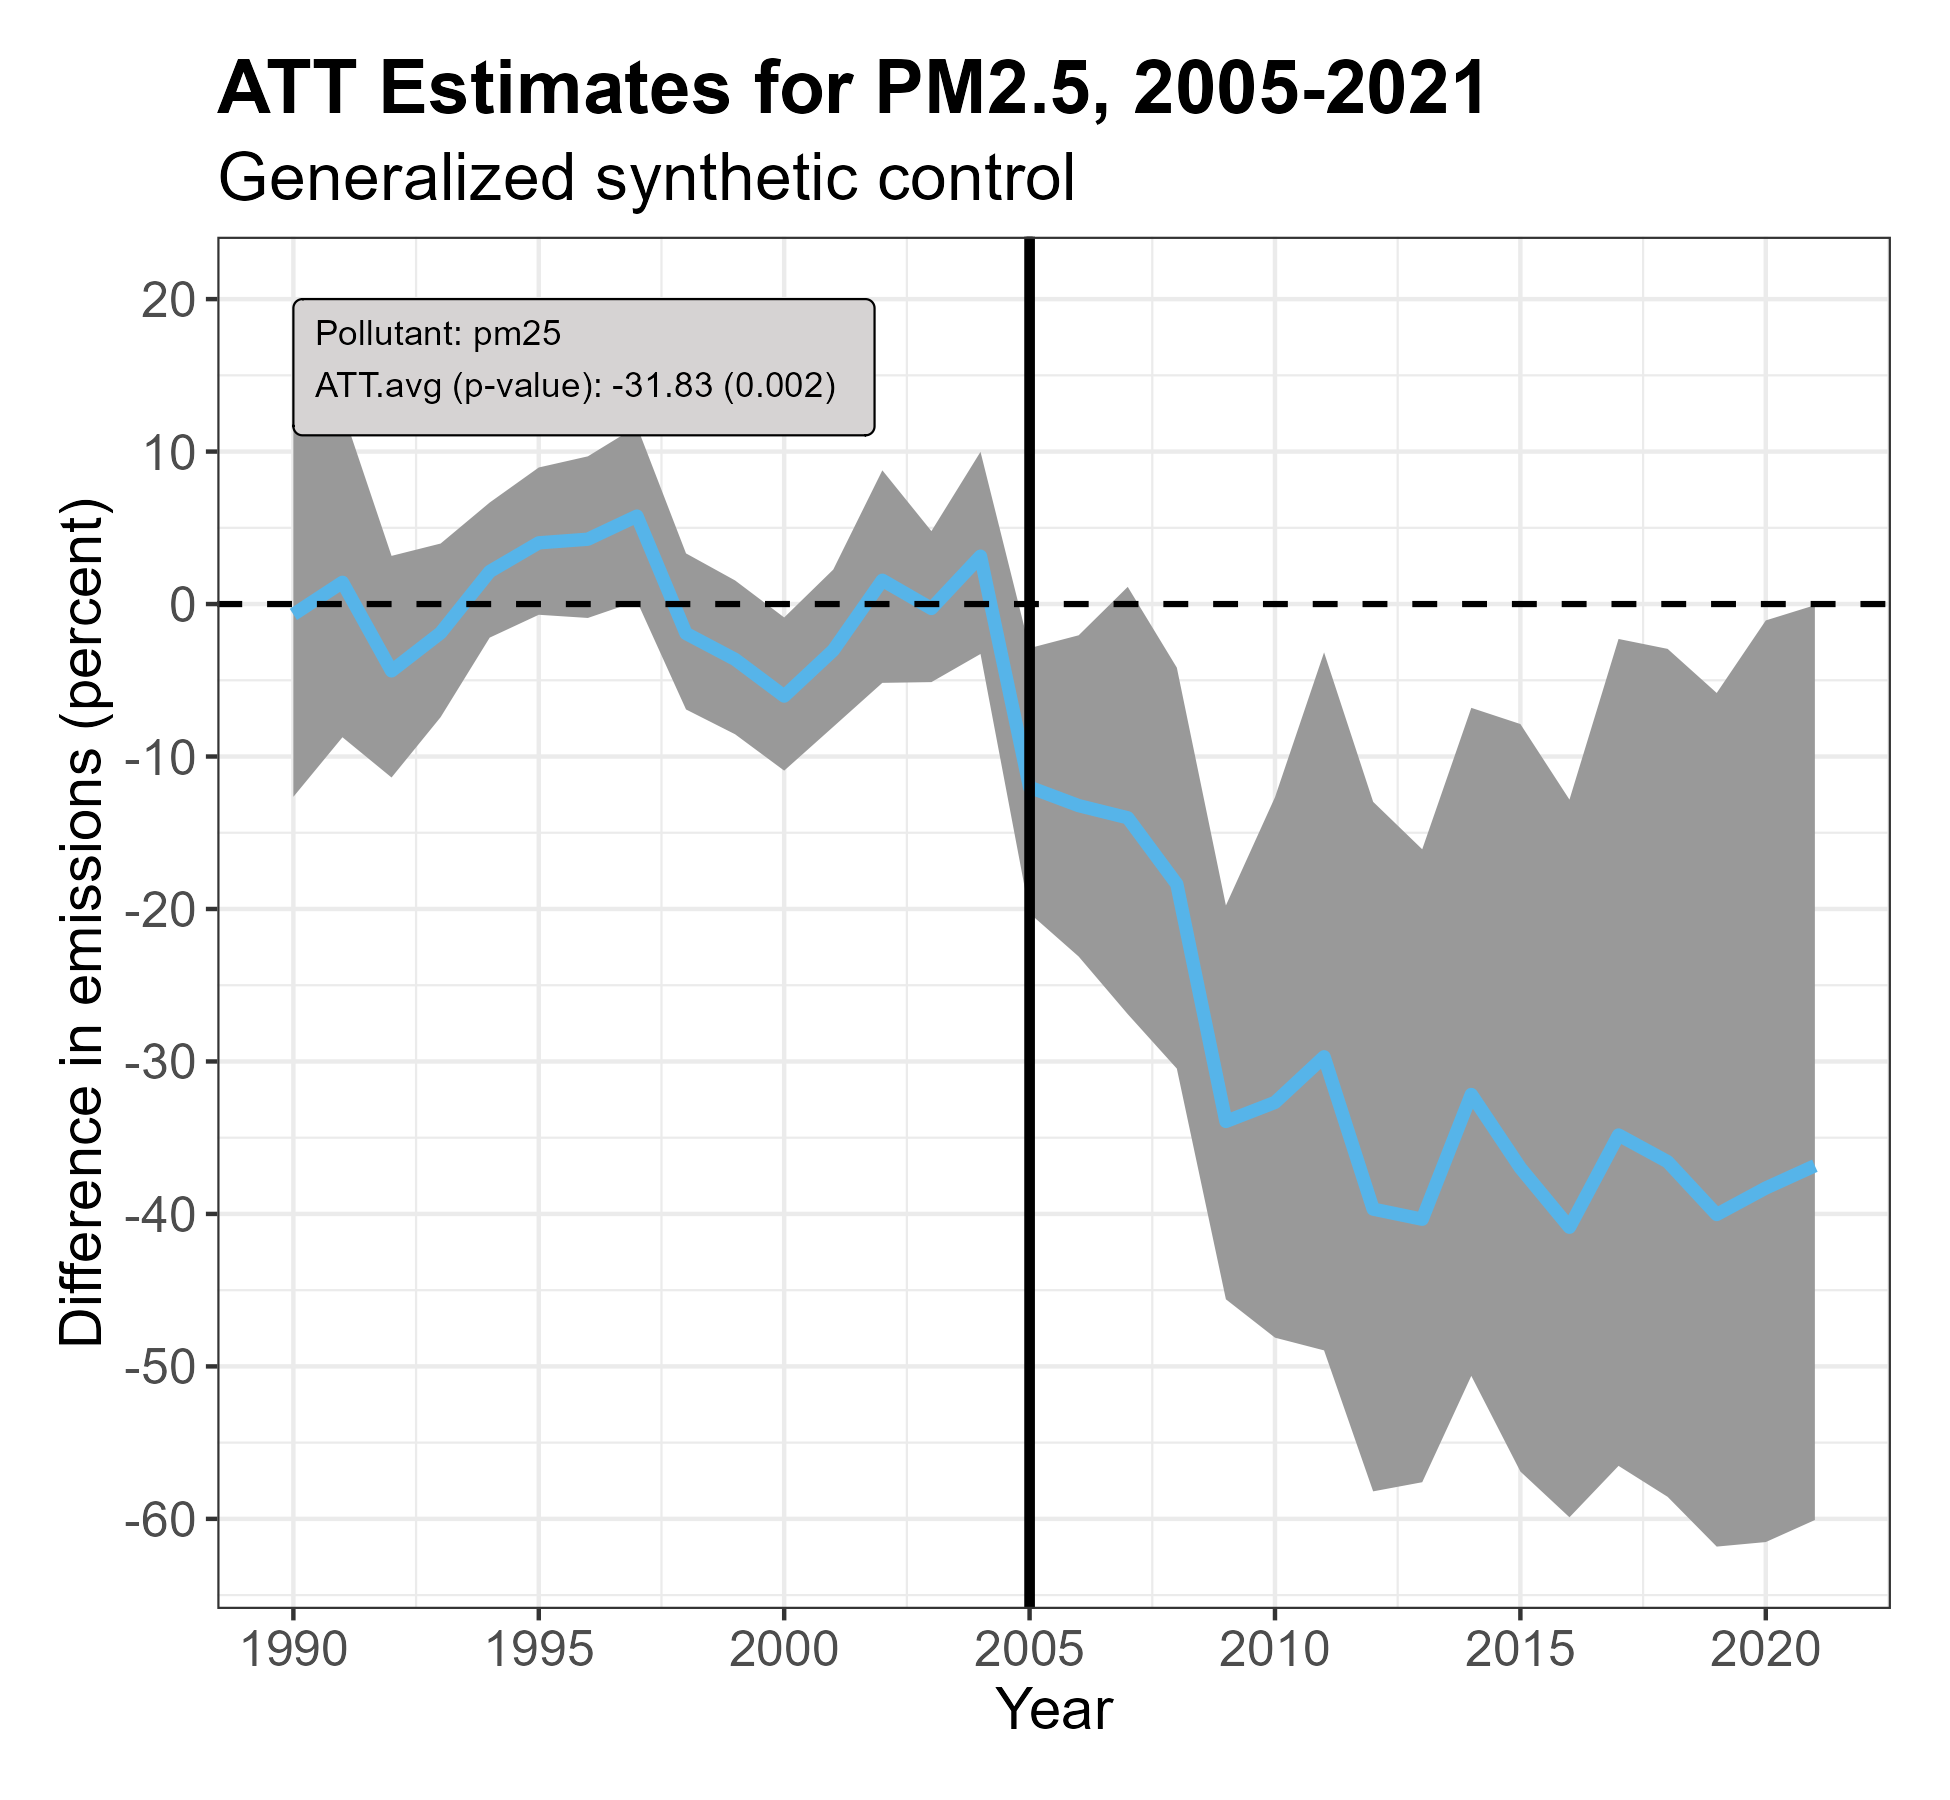 ATT Estimates for PM2.5, 2005-2021
Generalized synthetic control
Pollutant: pm25
ATT.avg (p-value): -31.83 (0.002)
Difference in emissions (percent)
20
10
0
-10
-20
-30
-40
-50
-60
1990
1995
2000
2005
2010
2015
2020
Year